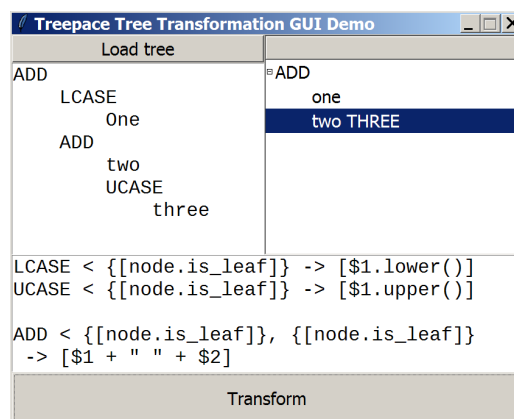 Treepace Tree Transformation GUI Demo
Load tree
ADD
    LCASE
        One
    ADD
        two
        UCASE
            three
ADD
one
two THREE
LCASE < {[node.is_leaf]} -> [$1.lower()]
UCASE < {[node.is_leaf]} -> [$1.upper()]
ADD < {[node.is_leaf]}, {[node.is_leaf]}
 -> [$1 + " " + $2]
Transform